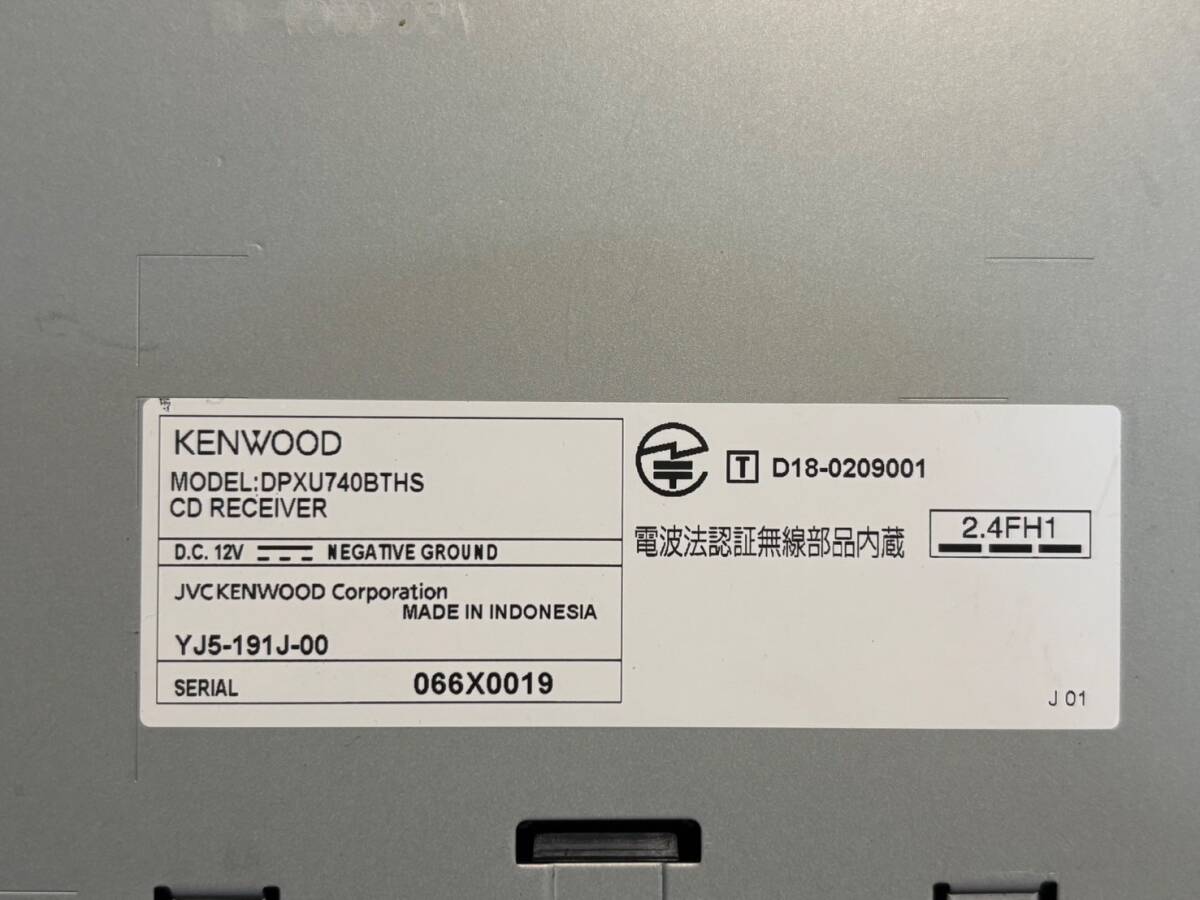 KENWOOD
MODEL:DPXU740BTHS
CD RECEIVER
D.C. 12V NEGATIVE GROUND
JVCKENWOOD Corporation
MADE IN INDONESIA
YJ5-191J-00
SERIAL 066X0019
T D18-0209001
電波法認証無線部品内蔵 2.4FH1
J 01